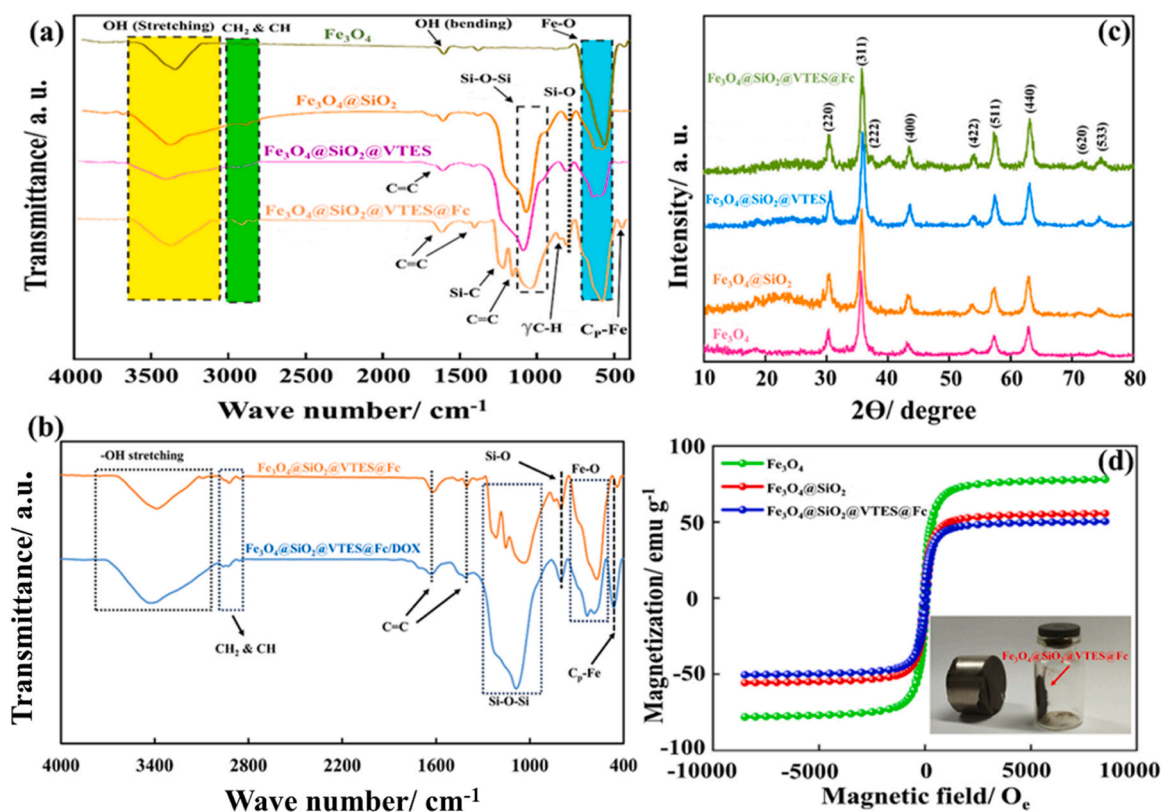 (a)
OH (Stretching)
CH₂ & CH
OH (bending)
Fe-O
Fe₃O₄
Si-O-Si
Si-O
Fe₃O₄@SiO₂
Fe₃O₄@SiO₂@VTES
C=C
Fe₃O₄@SiO₂@VTES@Fc
C=C
Si-C
C=C
γC-H
Cₚ-Fe
Transmittance/ a. u.
4000 3500 3000 2500 2000 1500 1000 500
Wave number/ cm⁻¹
(b)
-OH stretching
Fe₃O₄@SiO₂@VTES@Fc
Si-O
Fe-O
Fe₃O₄@SiO₂@VTES@Fc/DOX
C=C
CH₂ & CH
Cₚ-Fe
Si-O-Si
Transmittance/ a.u.
4000 3400 2800 1600 1000 400
Wave number/ cm⁻¹
(c)
(311)
Fe₃O₄@SiO₂@VTES@Fc
(220)
(222)
(400)
(422)
(511)
(440)
(620)
(533)
Fe₃O₄@SiO₂@VTES
Fe₃O₄@SiO₂
Fe₃O₄
Intensity/ a. u.
10 20 30 40 50 60 70 80
2Θ/ degree
(d)
Fe₃O₄
Fe₃O₄@SiO₂
Fe₃O₄@SiO₂@VTES@Fc
100
50
0
-50
-100
Fe₃O₄@SiO₂@VTES@Fc
Magnetization/ emu g⁻¹
-10000 -5000 0 5000 10000
Magnetic field/ Oₑ